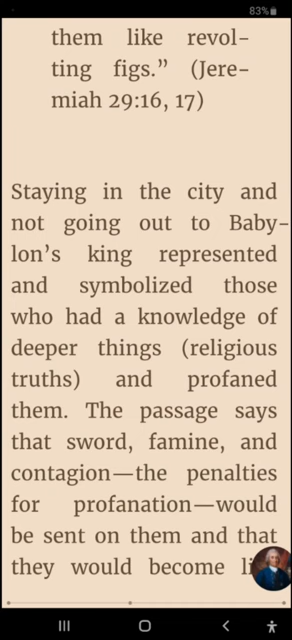 83%
them like revol-
ting figs.” (Jere-
miah 29:16, 17)
Staying in the city and
not going out to Baby-
lon’s king represented
and symbolized those
who had a knowledge of
deeper things (religious
truths) and profaned
them. The passage says
that sword, famine, and
contagion—the penalties
for profanation—would
be sent on them and that
they would become